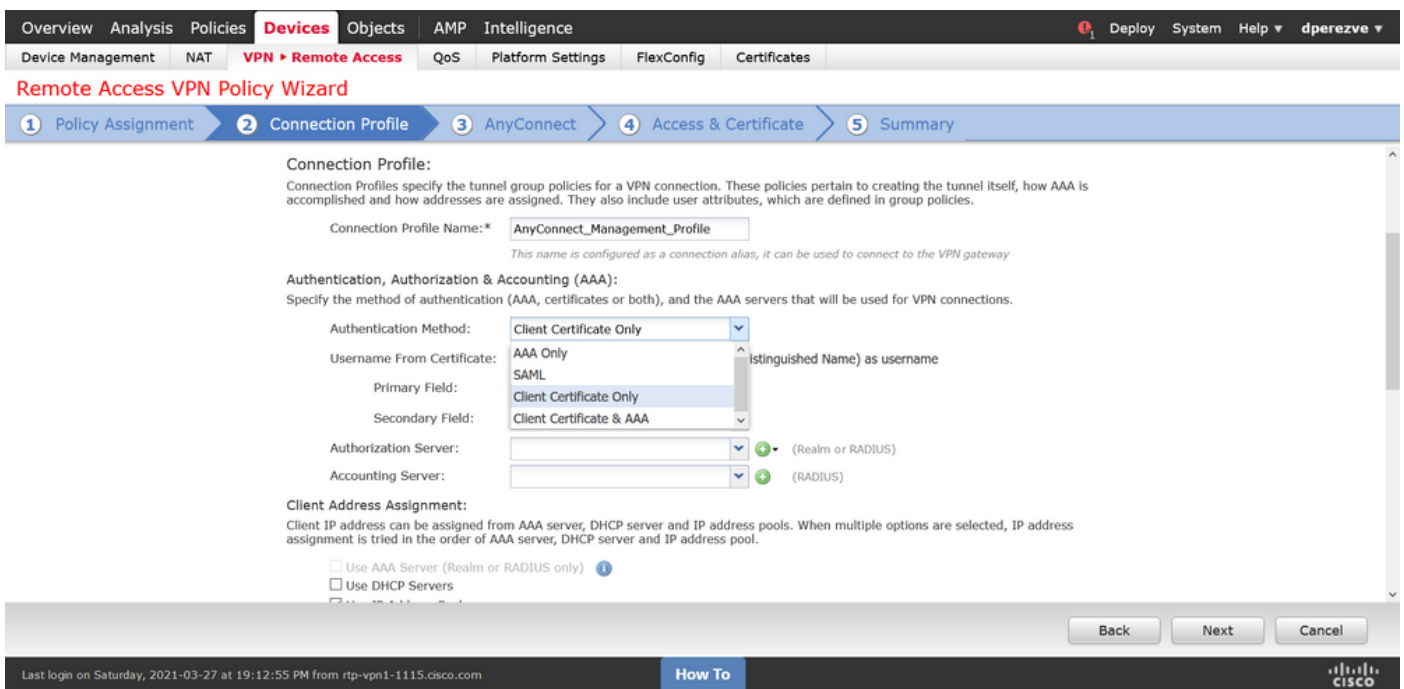 Overview Analysis Policies Devices Objects AMP Intelligence 1 Deploy System Help dperezve
Device Management NAT VPN ▸ Remote Access QoS Platform Settings FlexConfig Certificates
Remote Access VPN Policy Wizard
1 Policy Assignment 2 Connection Profile 3 AnyConnect 4 Access & Certificate 5 Summary
Connection Profile:
Connection Profiles specify the tunnel group policies for a VPN connection. These policies pertain to creating the tunnel itself, how AAA is
accomplished and how addresses are assigned. They also include user attributes, which are defined in group policies.
Connection Profile Name:* AnyConnect_Management_Profile
This name is configured as a connection alias, it can be used to connect to the VPN gateway
Authentication, Authorization & Accounting (AAA):
Specify the method of authentication (AAA, certificates or both), and the AAA servers that will be used for VPN connections.
Authentication Method: Client Certificate Only
AAA Only
Username From Certificate: istinguished Name) as username
SAML
Primary Field:
Client Certificate Only
Secondary Field: Client Certificate & AAA
Authorization Server: (Realm or RADIUS)
Accounting Server: (RADIUS)
Client Address Assignment:
Client IP address can be assigned from AAA server, DHCP server and IP address pools. When multiple options are selected, IP address
assignment is tried in the order of AAA server, DHCP server and IP address pool.
Use AAA Server (Realm or RADIUS only)
Use DHCP Servers
Back Next Cancel
Last login on Saturday, 2021-03-27 at 19:12:55 PM from rtp-vpn1-1115.cisco.com How To CISCO